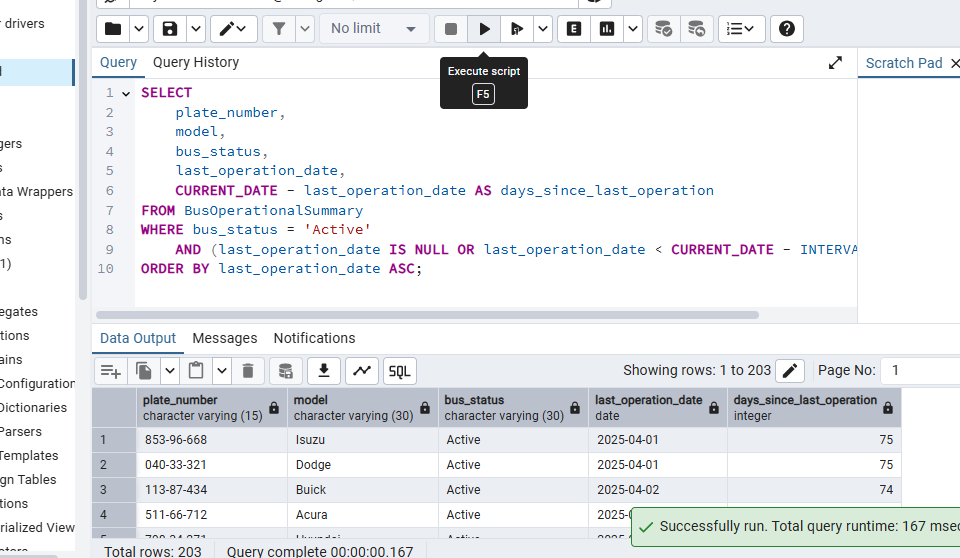 drivers
No limit
Query Query History
Scratch Pad
Execute script
F5
1 SELECT
2 plate_number,
3 model,
4 bus_status,
5 last_operation_date,
6 CURRENT_DATE - last_operation_date AS days_since_last_operation
7 FROM BusOperationalSummary
8 WHERE bus_status = 'Active'
9 AND (last_operation_date IS NULL OR last_operation_date < CURRENT_DATE - INTERVA
10 ORDER BY last_operation_date ASC;
gers
ata Wrappers
ns
1)
egates
tions
ains
Configuration
Dictionaries
Parsers
Templates
gn Tables
tions
rialized View
Data Output Messages Notifications
SQL
Showing rows: 1 to 203
Page No: 1
plate_number model bus_status last_operation_date days_since_last_operation
character varying (15) character varying (30) character varying (30) date integer
1 853-96-668 Isuzu Active 2025-04-01 75
2 040-33-321 Dodge Active 2025-04-01 75
3 113-87-434 Buick Active 2025-04-02 74
4 511-66-712 Acura Active 2025-0
Successfully run. Total query runtime: 167 msec
Total rows: 203 Query complete 00:00:00.167